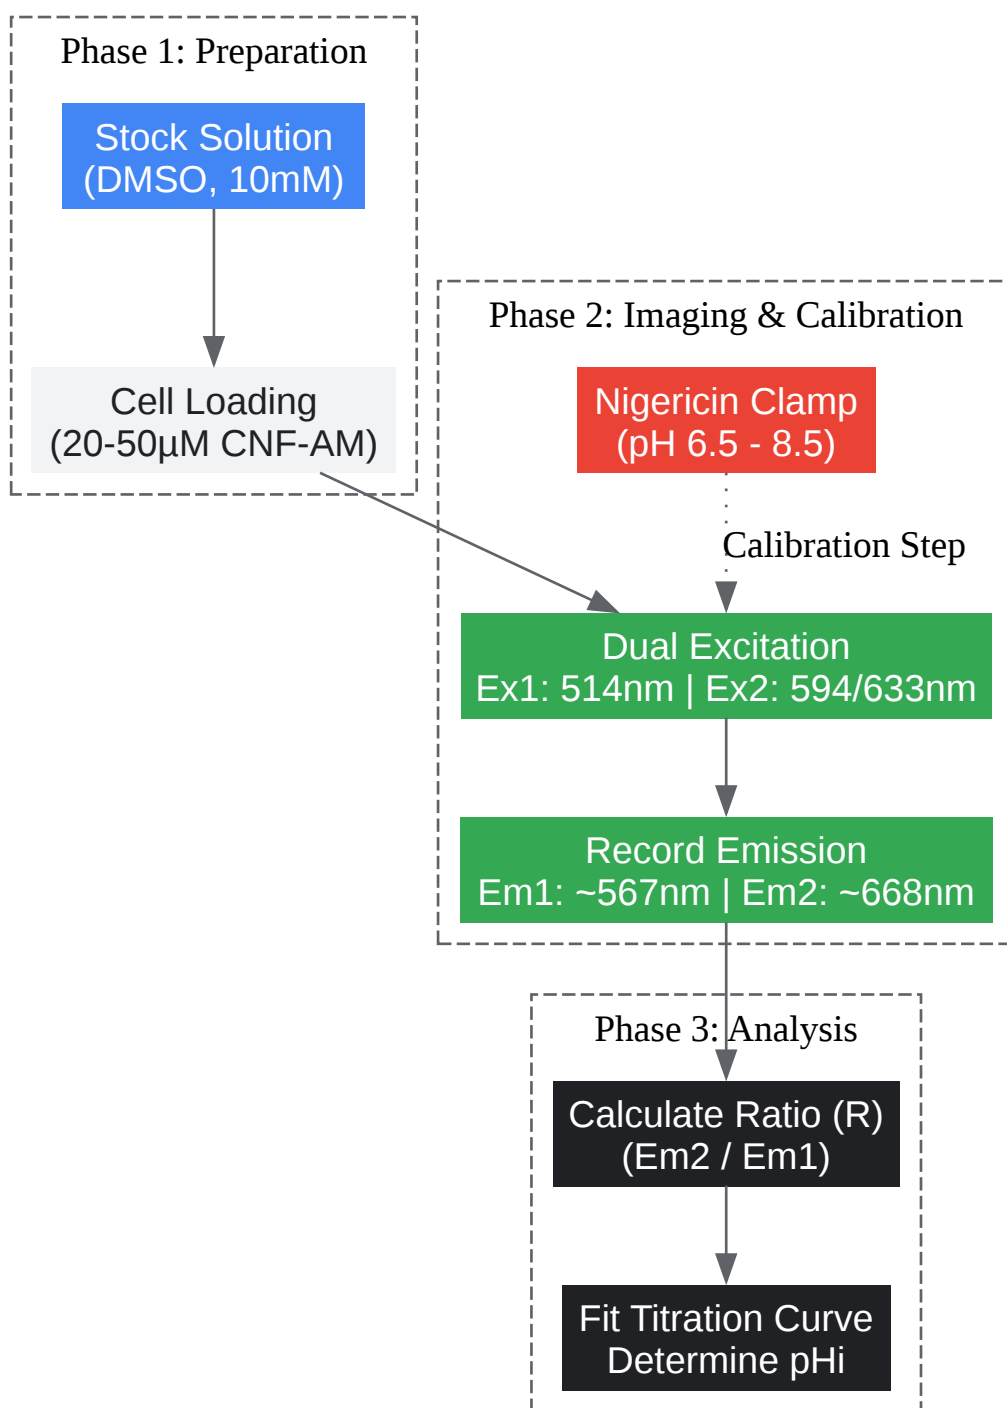 Phase 1: Preparation
Stock Solution
(DMSO, 10mM)
Cell Loading
(20-50µM CNF-AM)
Phase 2: Imaging & Calibration
Nigericin Clamp
(pH 6.5 - 8.5)
Calibration Step
Dual Excitation
Ex1: 514nm | Ex2: 594/633nm
Record Emission
Em1: ~567nm | Em2: ~668nm
Phase 3: Analysis
Calculate Ratio (R)
(Em2 / Em1)
Fit Titration Curve
Determine pHi